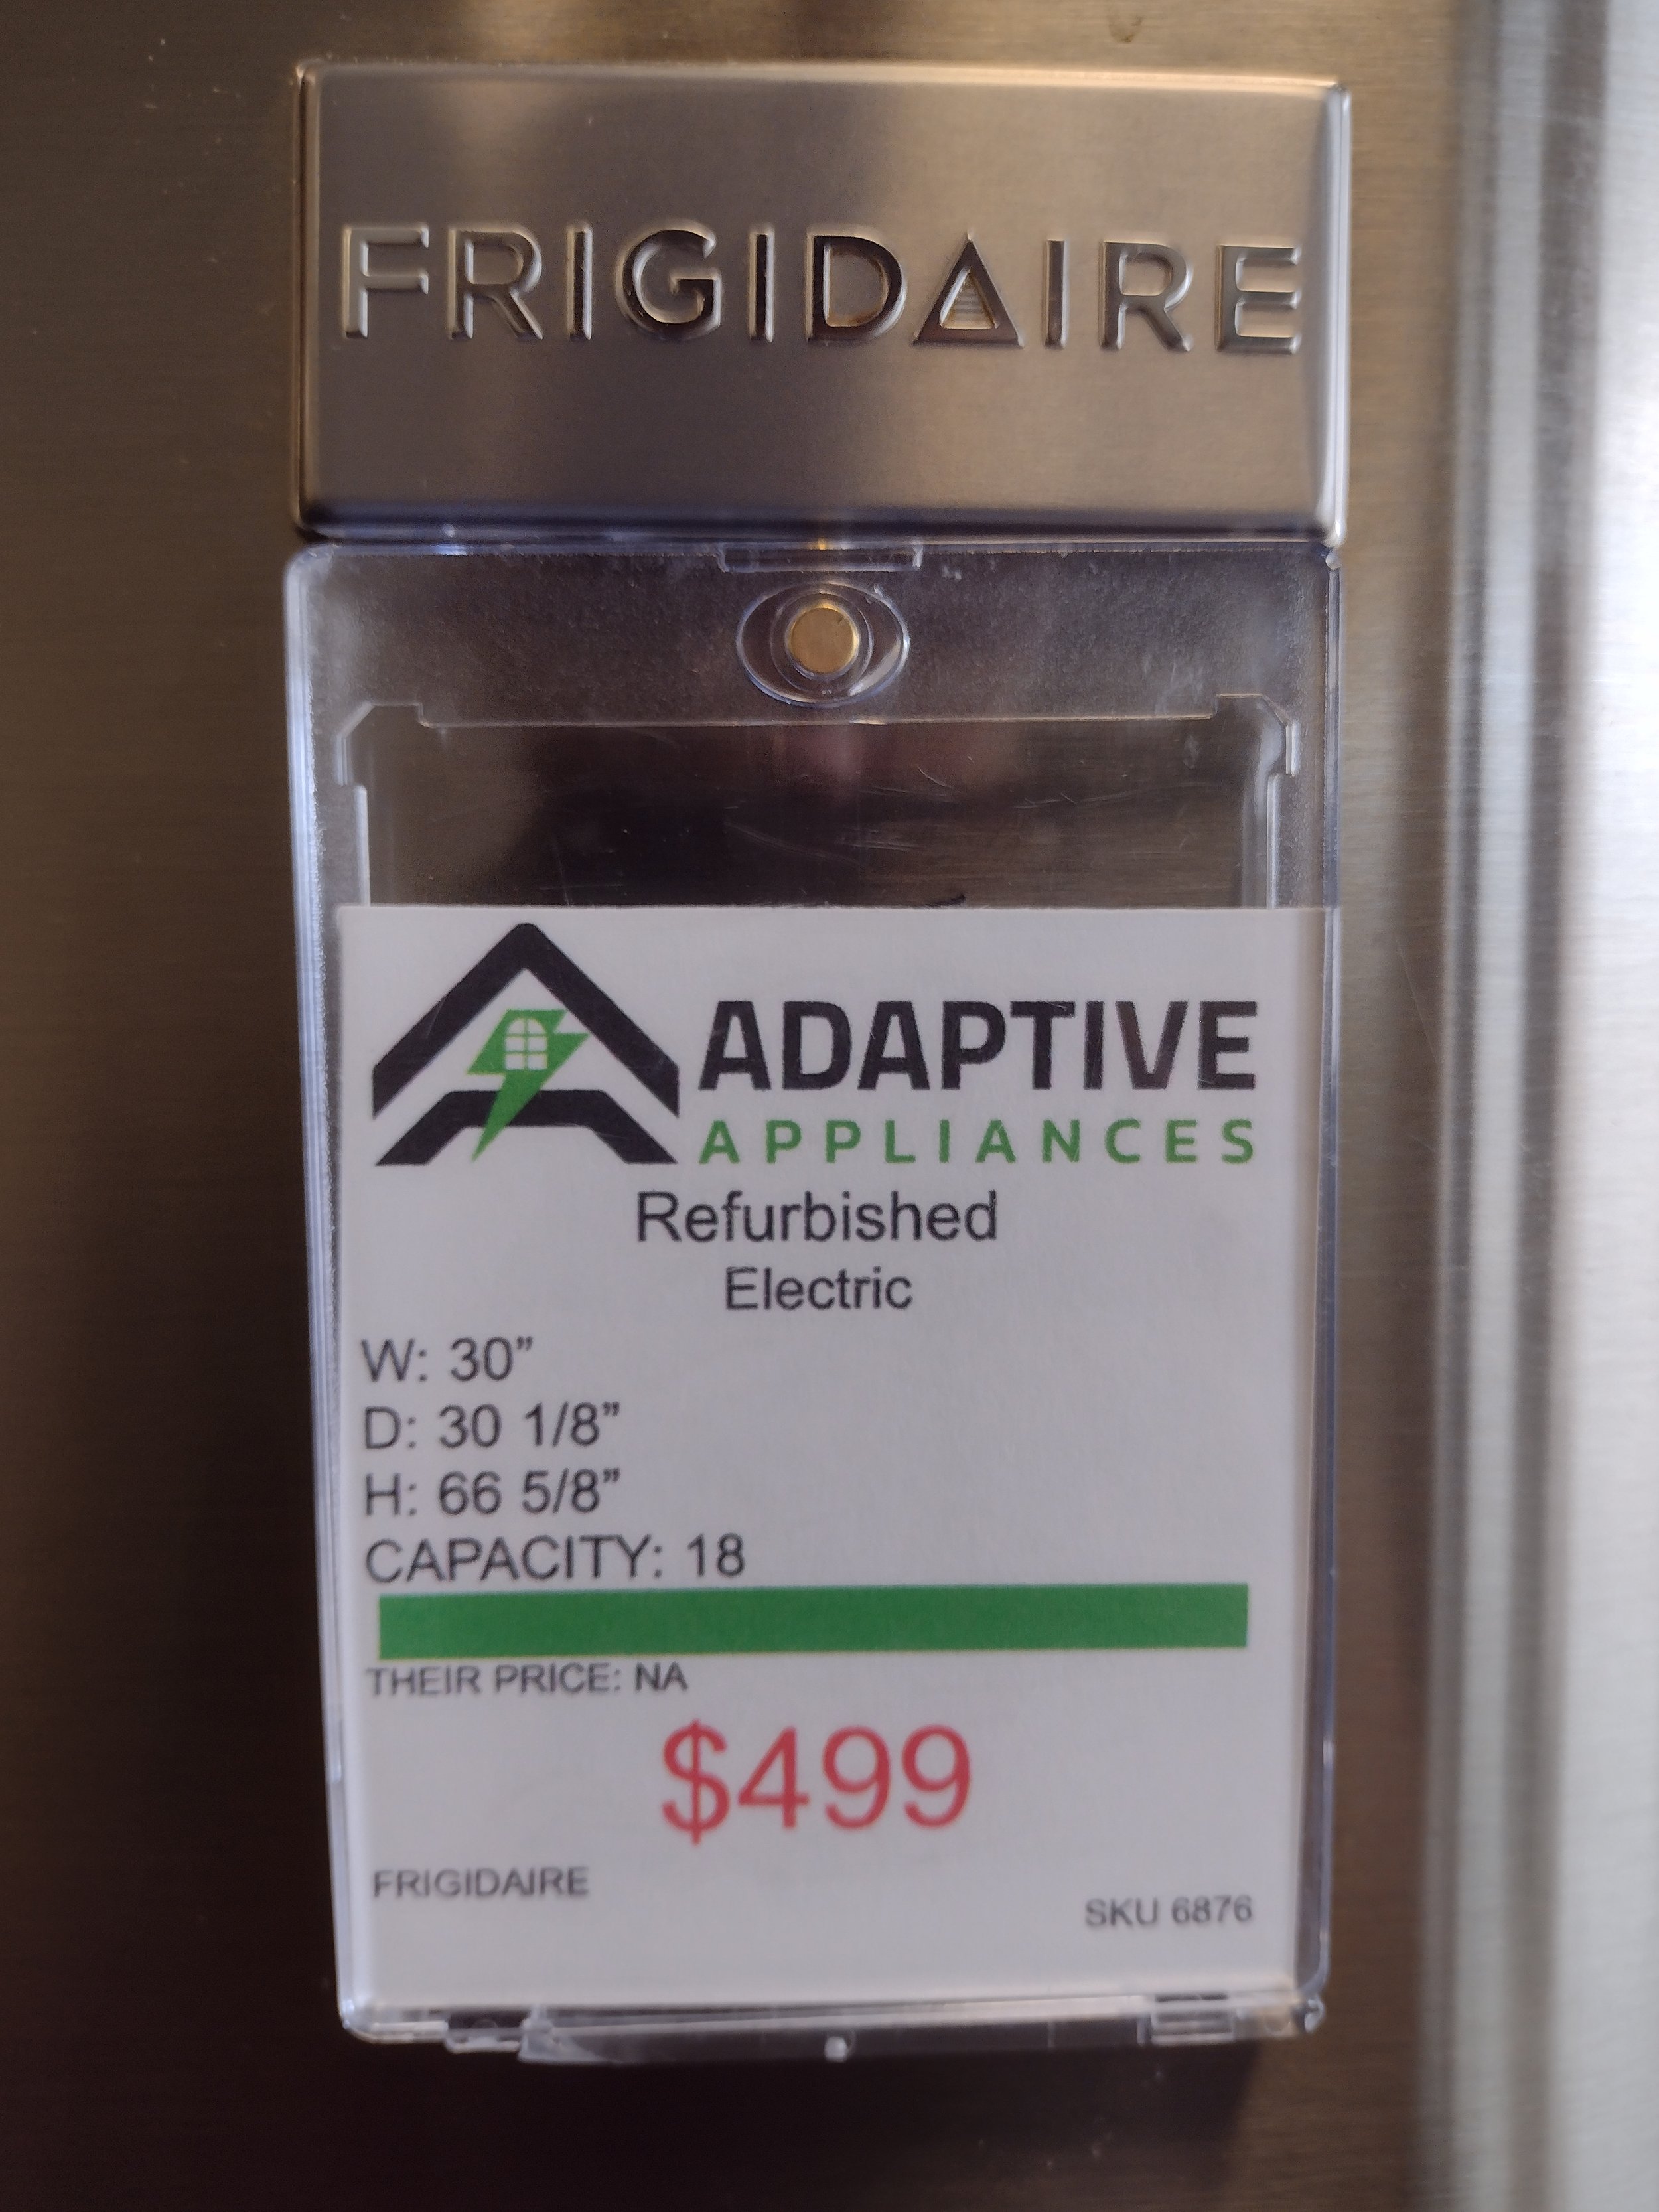 FRIGIDAIRE
ADAPTIVE
APPLIANCES
Refurbished
Electric
W: 30”
D: 30 1/8”
H: 66 5/8”
CAPACITY: 18
THEIR PRICE: NA
$499
FRIGIDAIRE
SKU 6876